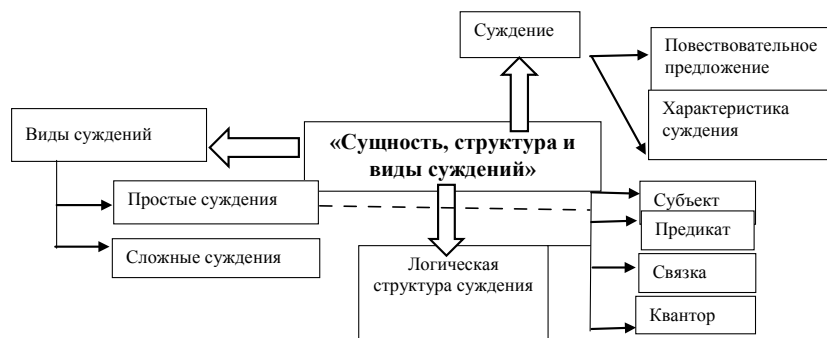 Суждение
Повествовательное
предложение
Характеристика
суждения
Виды суждений
«Сущность, структура и
виды суждений»
Простые суждения
Сложные суждения
Субъект
Предикат
Логическая
структура суждения
Связка
Квантор